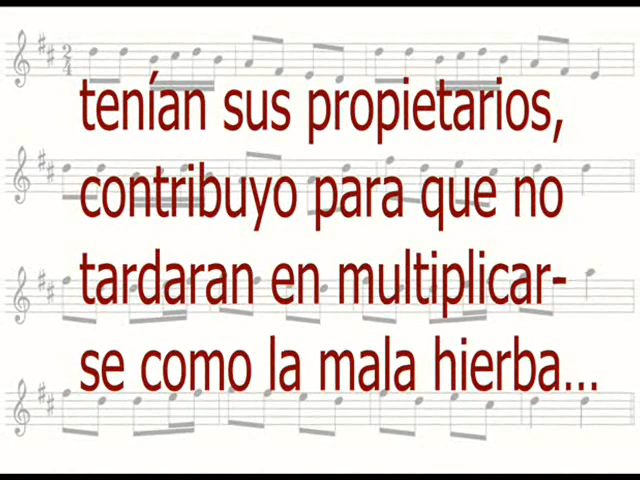 tenían sus propietarios,
contribuyo para que no
tardaran en multiplicar-
se como la mala hierba...